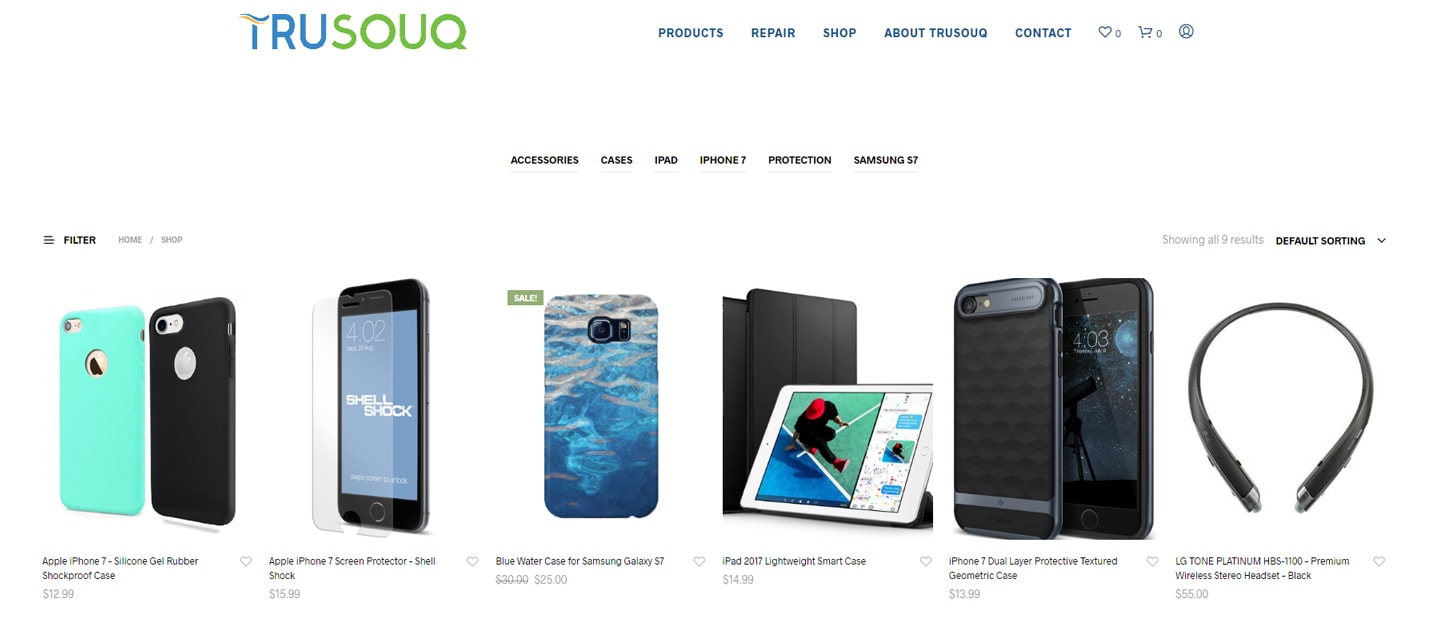 TRUSOUQ
PRODUCTS REPAIR SHOP ABOUT TRUSOUQ CONTACT 0 0
ACCESSORIES CASES IPAD IPHONE 7 PROTECTION SAMSUNG S7
FILTER HOME / SHOP
Showing all 9 results DEFAULT SORTING
4:02
SHELL
SHOCK
swipe screen to unlock
SALE!
4:03
Apple iPhone 7 – Silicone Gel Rubber
Shockproof Case
$12.99
Apple iPhone 7 Screen Protector – Shell
Shock
$15.99
Blue Water Case for Samsung Galaxy S7
$30.00 $25.00
iPad 2017 Lightweight Smart Case
$14.99
iPhone 7 Dual Layer Protective Textured
Geometric Case
$13.99
LG TONE PLATINUM HBS-1100 – Premium
Wireless Stereo Headset – Black
$55.00